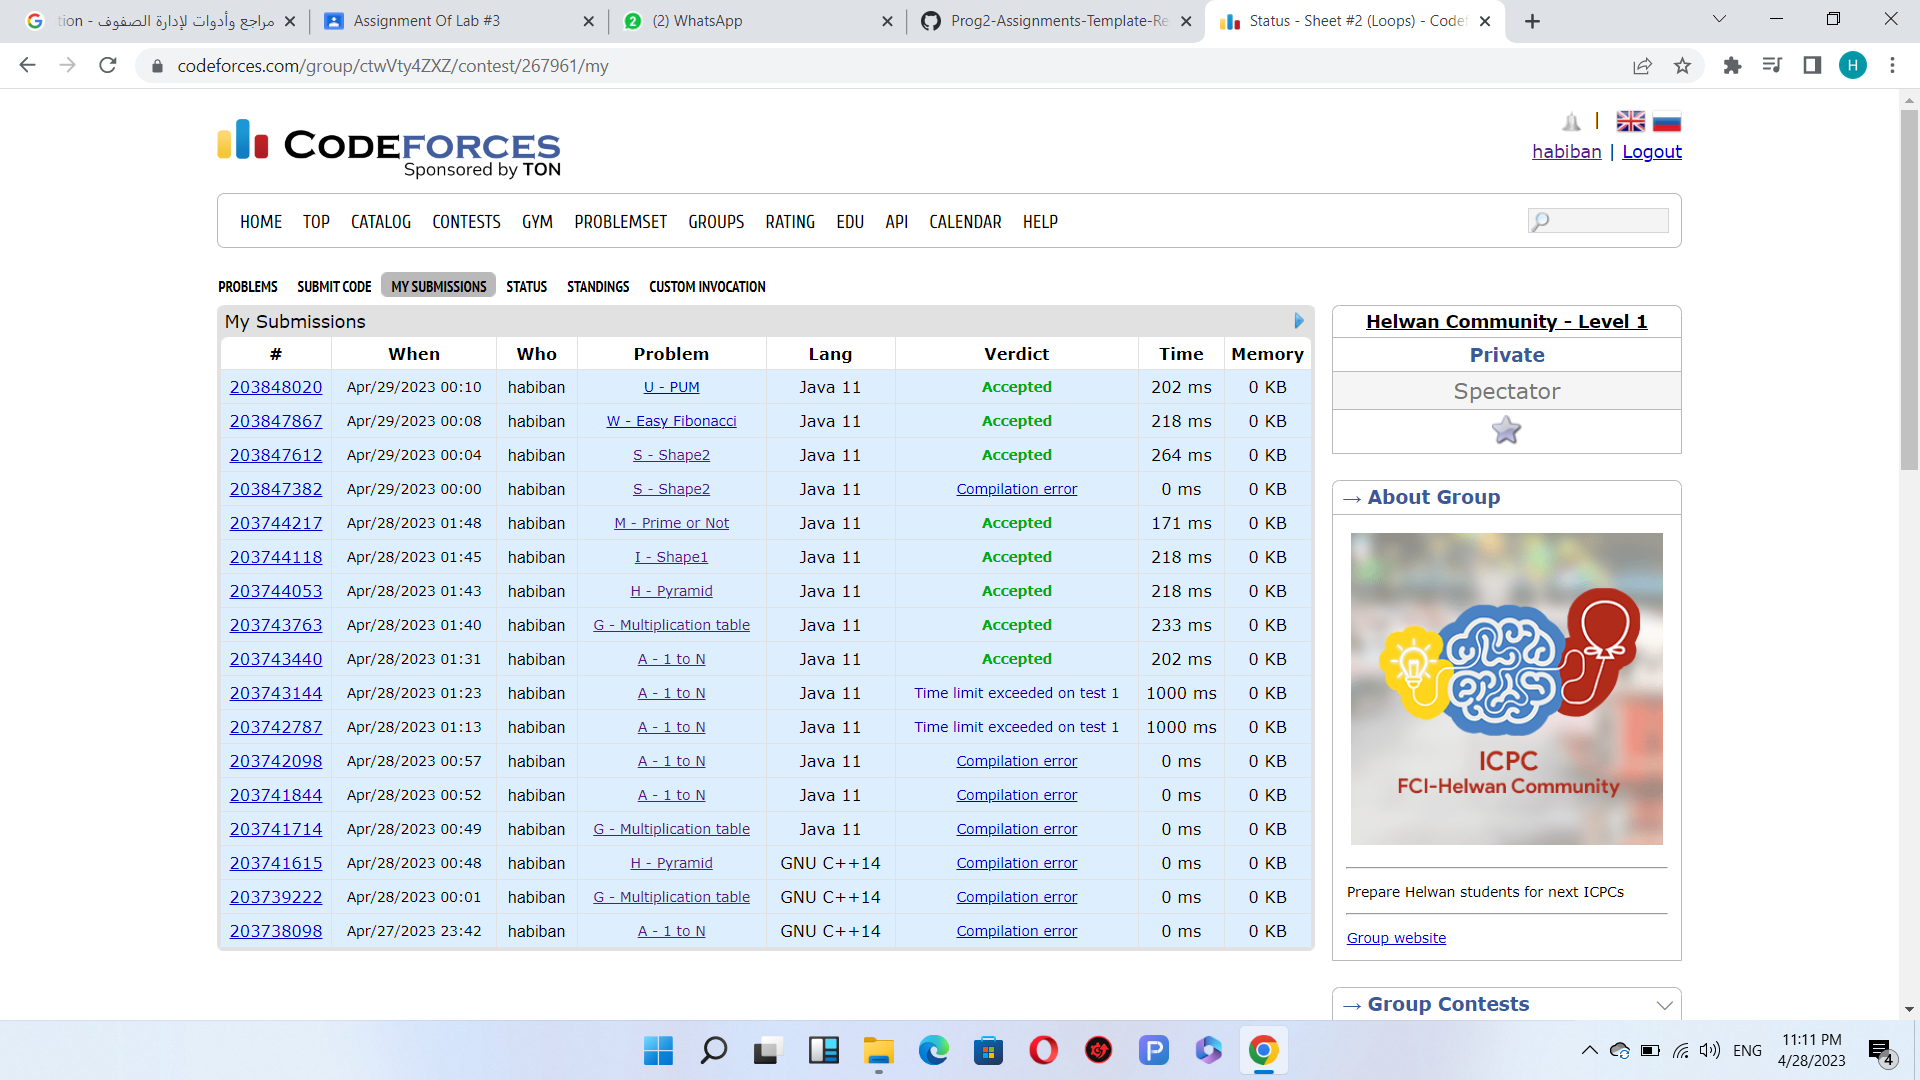 مراجع وأدوات لإدارة الصفوف - tion
Assignment Of Lab #3
(2) WhatsApp
Prog2-Assignments-Template-Re
Status - Sheet #2 (Loops) - Codef
codeforces.com/group/ctwVty4ZXZ/contest/267961/my
H
CODEFORCES
Sponsored by TON
habiban | Logout
HOME TOP CATALOG CONTESTS GYM PROBLEMSET GROUPS RATING EDU API CALENDAR HELP
PROBLEMS SUBMIT CODE MY SUBMISSIONS STATUS STANDINGS CUSTOM INVOCATION
My Submissions
# When Who Problem Lang Verdict Time Memory
203848020 Apr/29/2023 00:10 habiban U - PUM Java 11 Accepted 202 ms 0 KB
203847867 Apr/29/2023 00:08 habiban W - Easy Fibonacci Java 11 Accepted 218 ms 0 KB
203847612 Apr/29/2023 00:04 habiban S - Shape2 Java 11 Accepted 264 ms 0 KB
203847382 Apr/29/2023 00:00 habiban S - Shape2 Java 11 Compilation error 0 ms 0 KB
203744217 Apr/28/2023 01:48 habiban M - Prime or Not Java 11 Accepted 171 ms 0 KB
203744118 Apr/28/2023 01:45 habiban I - Shape1 Java 11 Accepted 218 ms 0 KB
203744053 Apr/28/2023 01:43 habiban H - Pyramid Java 11 Accepted 218 ms 0 KB
203743763 Apr/28/2023 01:40 habiban G - Multiplication table Java 11 Accepted 233 ms 0 KB
203743440 Apr/28/2023 01:31 habiban A - 1 to N Java 11 Accepted 202 ms 0 KB
203743144 Apr/28/2023 01:23 habiban A - 1 to N Java 11 Time limit exceeded on test 1 1000 ms 0 KB
203742787 Apr/28/2023 01:13 habiban A - 1 to N Java 11 Time limit exceeded on test 1 1000 ms 0 KB
203742098 Apr/28/2023 00:57 habiban A - 1 to N Java 11 Compilation error 0 ms 0 KB
203741844 Apr/28/2023 00:52 habiban A - 1 to N Java 11 Compilation error 0 ms 0 KB
203741714 Apr/28/2023 00:49 habiban G - Multiplication table Java 11 Compilation error 0 ms 0 KB
203741615 Apr/28/2023 00:48 habiban H - Pyramid GNU C++14 Compilation error 0 ms 0 KB
203739222 Apr/28/2023 00:01 habiban G - Multiplication table GNU C++14 Compilation error 0 ms 0 KB
203738098 Apr/27/2023 23:42 habiban A - 1 to N GNU C++14 Compilation error 0 ms 0 KB
Helwan Community - Level 1
Private
Spectator
→ About Group
ICPC
FCI-Helwan Community
Prepare Helwan students for next ICPCs
Group website
→ Group Contests
ENG
11:11 PM
4/28/2023
4